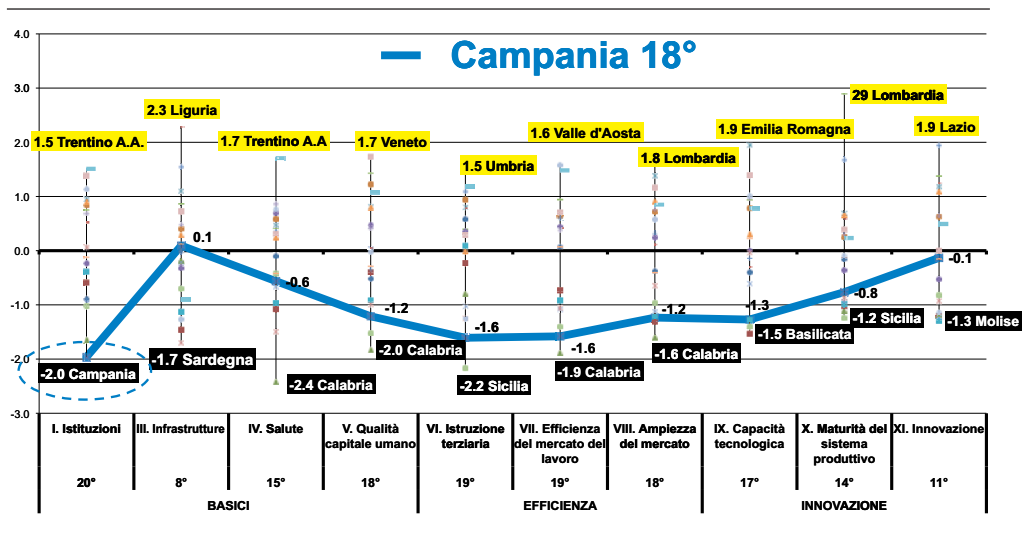 Campania 18°
4.0
3.0
2.0
1.0
0.0
-1.0
-2.0
-3.0
1.5 Trentino A.A.
2.3 Liguria
1.7 Trentino A.A
1.7 Veneto
1.5 Umbria
1.6 Valle d'Aosta
1.8 Lombardia
1.9 Emilia Romagna
29 Lombardia
1.9 Lazio
0.1
-0.6
-1.2
-1.6
-1.6
-1.2
-1.3
-0.8
-0.1
-2.0 Campania
-1.7 Sardegna
-2.4 Calabria
-2.0 Calabria
-2.2 Sicilia
-1.9 Calabria
-1.6 Calabria
-1.5 Basilicata
-1.2 Sicilia
-1.3 Molise
I. Istituzioni
III. Infrastrutture
IV. Salute
V. Qualità
capitale umano
VI. Istruzione
terziaria
VII. Efficienza
del mercato del
lavoro
VIII. Ampiezza
del mercato
IX. Capacità
tecnologica
X. Maturità del
sistema
produttivo
XI. Innovazione
20°
8°
15°
18°
19°
19°
18°
17°
14°
11°
BASICI
EFFICIENZA
INNOVAZIONE